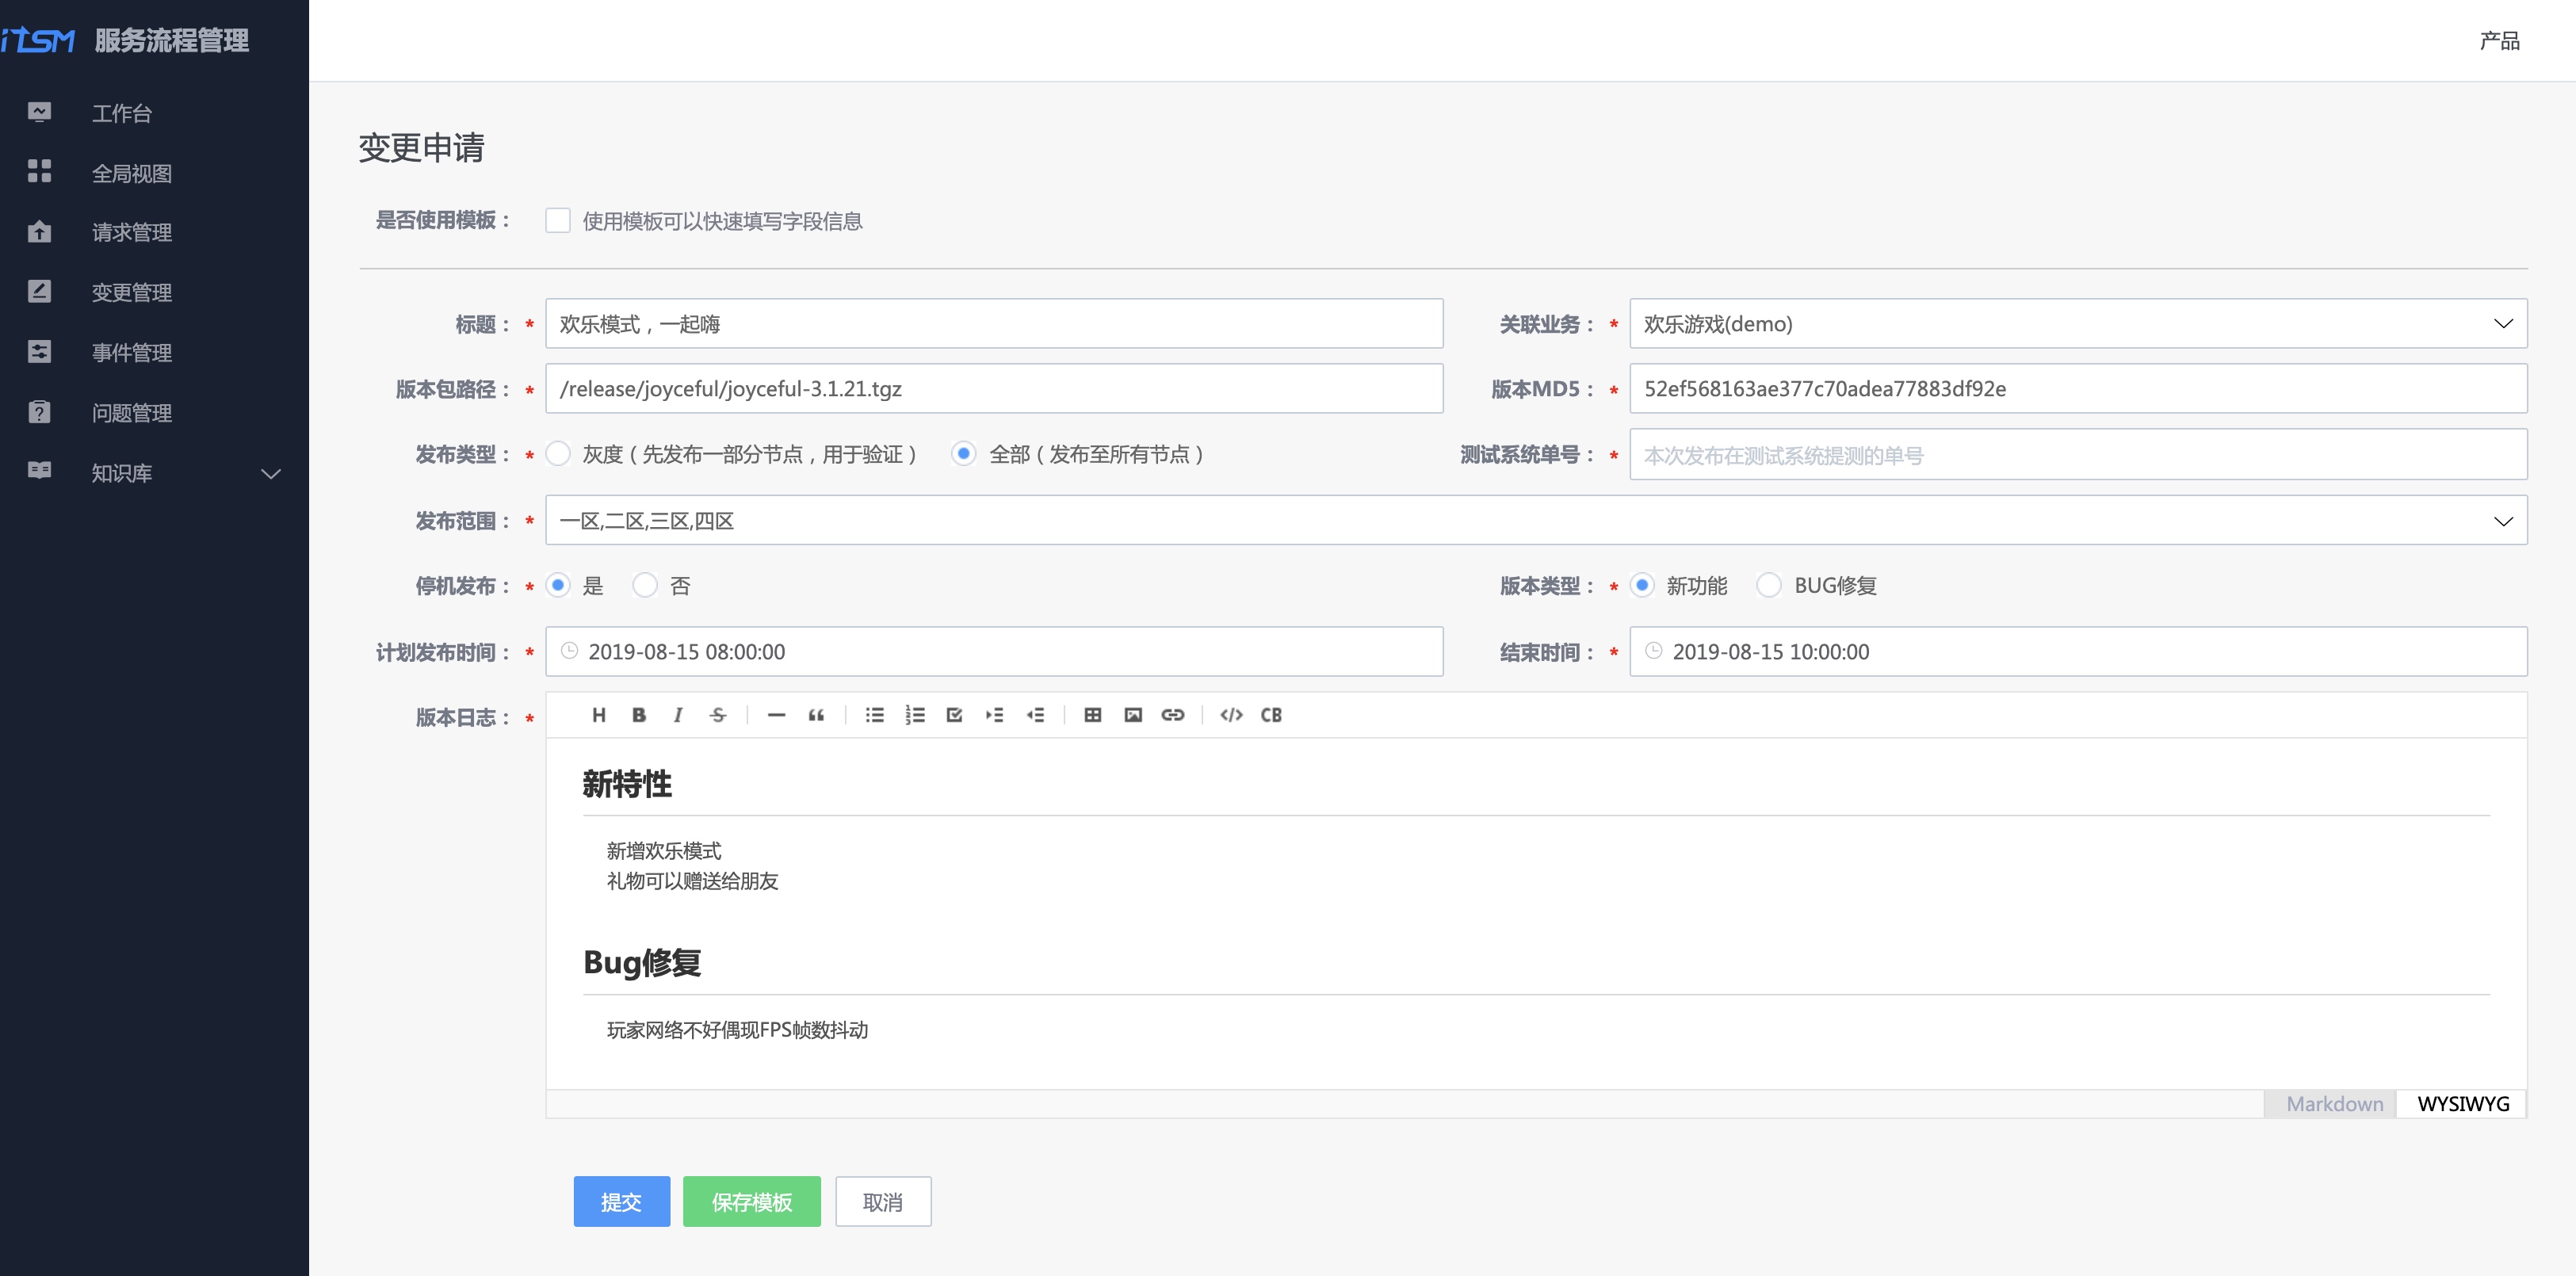 iTSM 服务流程管理
产品
工作台
全局视图
请求管理
变更管理
事件管理
问题管理
知识库
变更申请
是否使用模板： 使用模板可以快速填写字段信息
标题： * 欢乐模式，一起嗨 关联业务： * 欢乐游戏(demo)
版本包路径： * /release/joyceful/joyceful-3.1.21.tgz 版本MD5： * 52ef568163ae377c70adea77883df92e
发布类型： * 灰度（先发布一部分节点，用于验证） 全部（发布至所有节点） 测试系统单号： * 本次发布在测试系统提测的单号
发布范围： * 一区,二区,三区,四区
停机发布： * 是 否 版本类型： * 新功能 BUG修复
计划发布时间： * 2019-08-15 08:00:00 结束时间： * 2019-08-15 10:00:00
版本日志： * H B I S — “ </> CB
新特性
新增欢乐模式
礼物可以赠送给朋友
Bug修复
玩家网络不好偶现FPS帧数抖动
Markdown WYSIWYG
提交 保存模板 取消